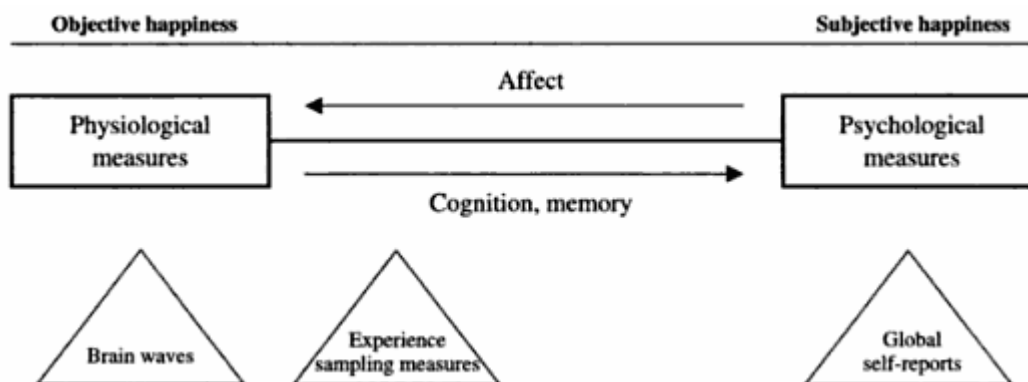 Objective happiness
Subjective happiness
Affect
Physiological
measures
Psychological
measures
Cognition, memory
Brain waves
Experience
sampling measures
Global
self-reports